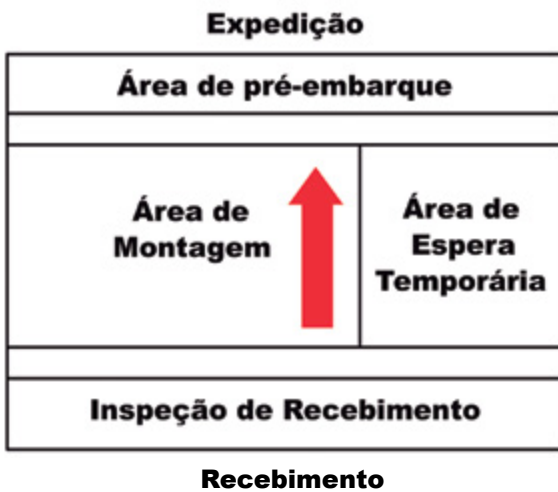 Expedição
Área de pré-embarque
Área de
Montagem
Área de
Espera
Temporária
Inspeção de Recebimento
Recebimento